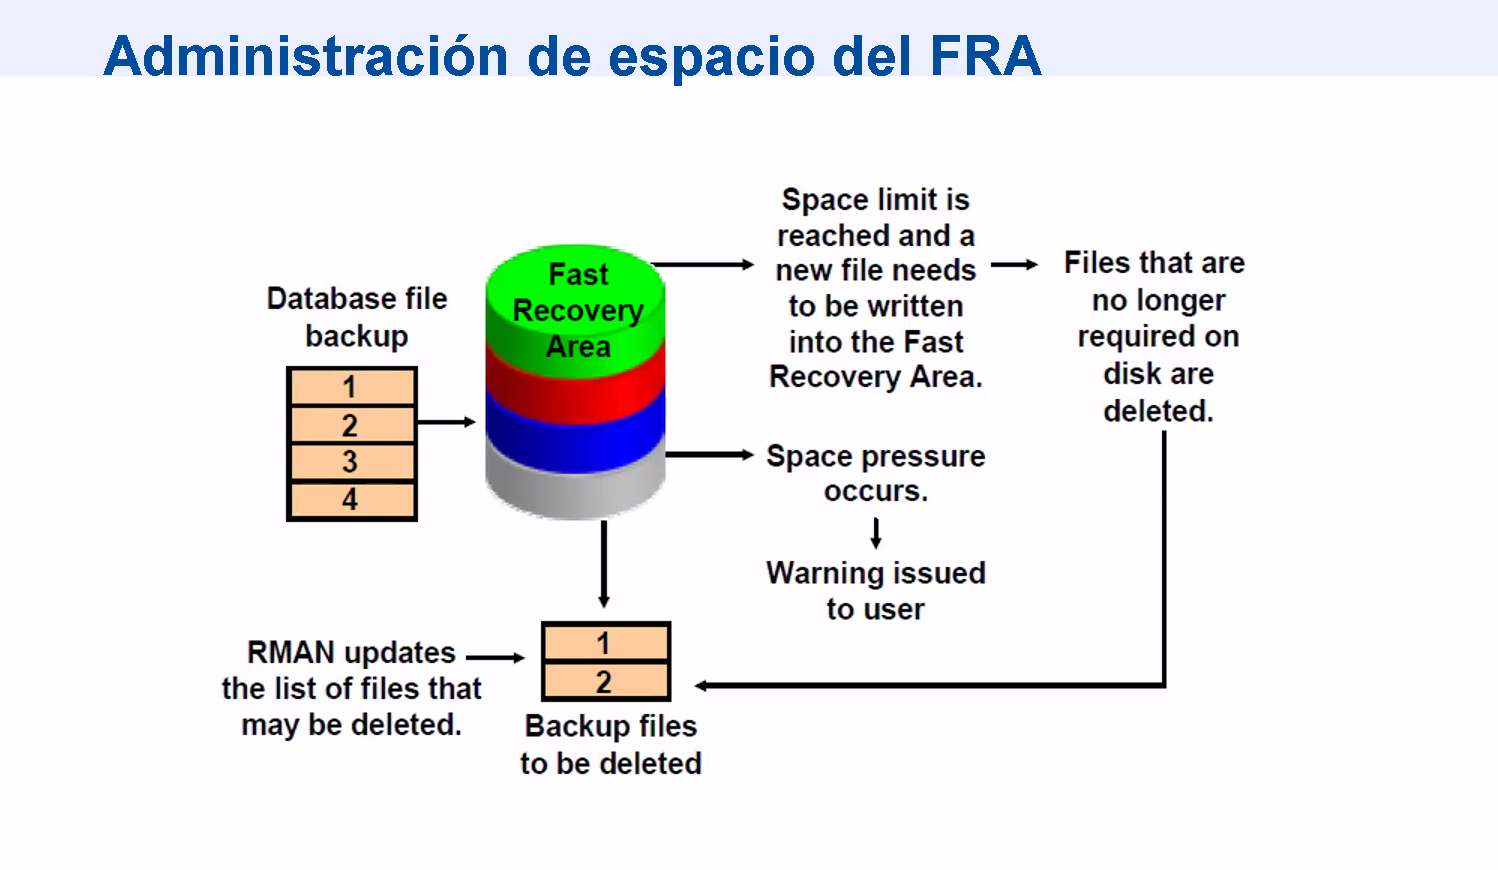 Administración de espacio del FRA
Database file
backup
1
2
3
4
Fast
Recovery
Area
Space limit is
reached and a
new file needs
to be written
into the Fast
Recovery Area.
Files that are
no longer
required on
disk are
deleted.
Space pressure
occurs.
Warning issued
to user
RMAN updates
the list of files that
may be deleted.
1
2
Backup files
to be deleted